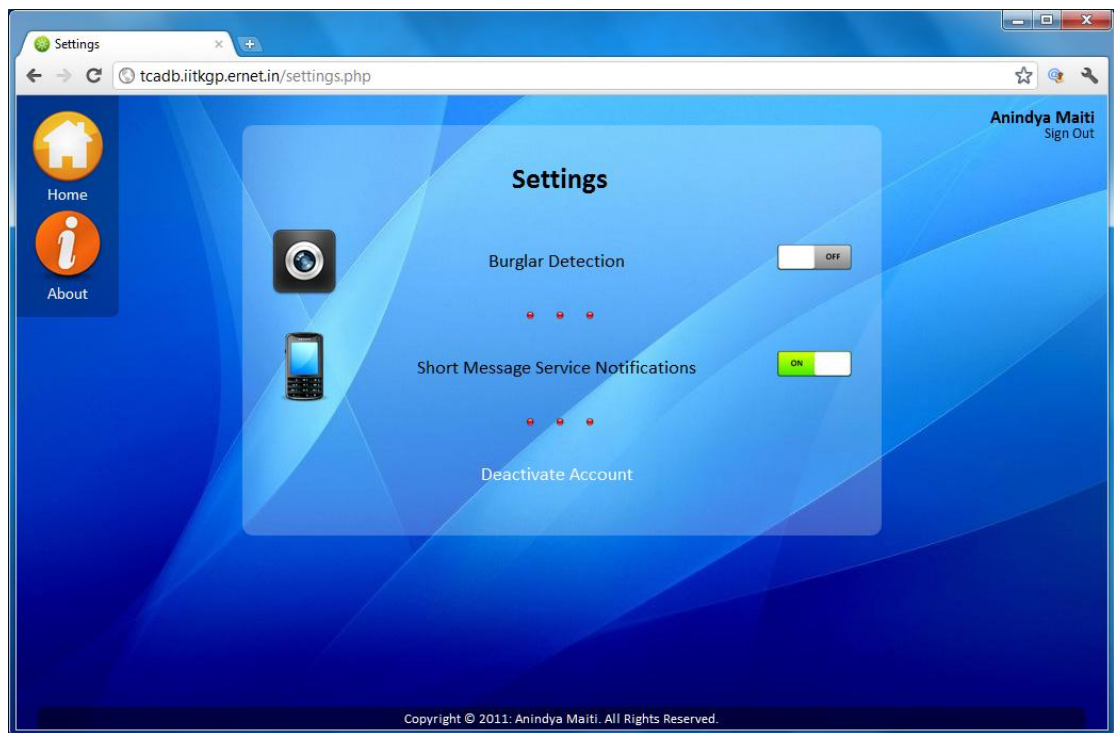 Settings
tcadb.iitkgp.ernet.in/settings.php
Anindya Maiti
Sign Out
Home
About
Settings
Burglar Detection
OFF
Short Message Service Notifications
ON
Deactivate Account
Copyright © 2011: Anindya Maiti. All Rights Reserved.